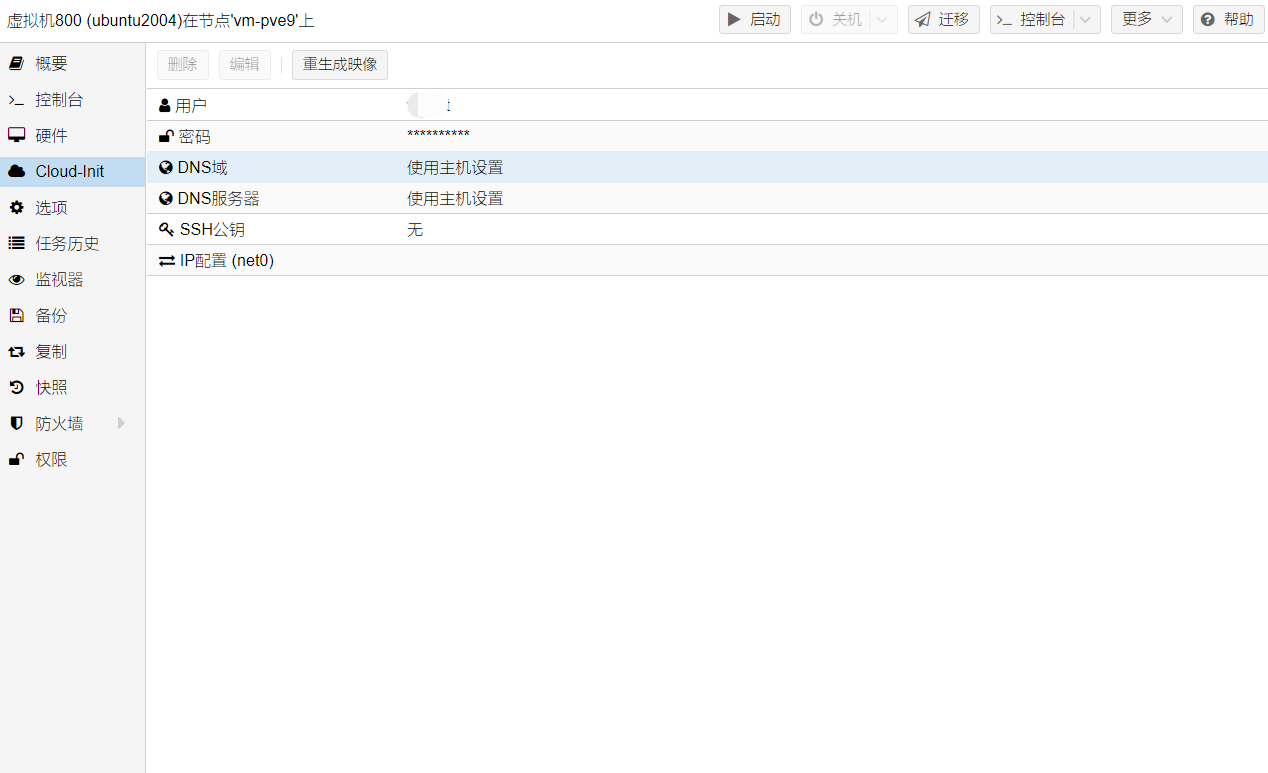 虚拟机800 (ubuntu2004)在节点'vm-pve9'上
启动 关机 迁移 控制台 更多 帮助
概要
控制台
硬件
Cloud-Init
选项
任务历史
监视器
备份
复制
快照
防火墙
权限
删除 编辑 重生成映像
用户
密码 **********
DNS域 使用主机设置
DNS服务器 使用主机设置
SSH公钥 无
IP配置 (net0)